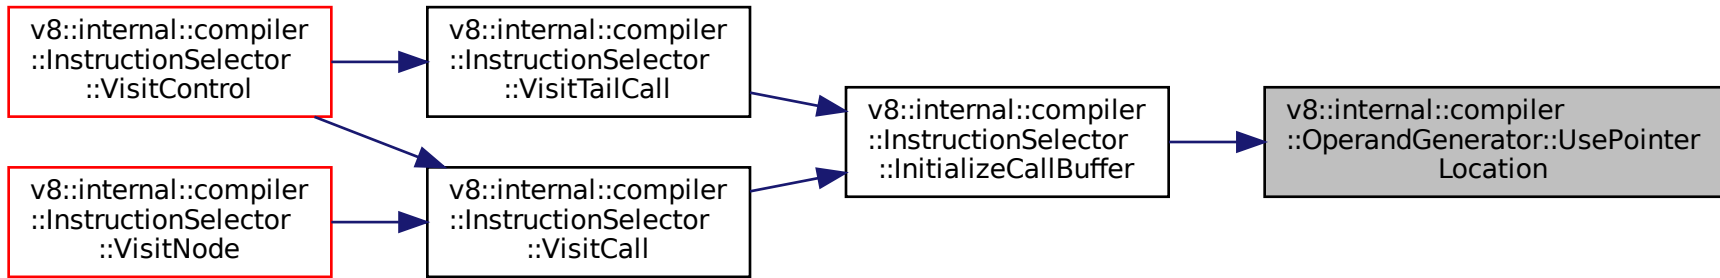 v8::internal::compiler
::InstructionSelector
::VisitControl
v8::internal::compiler
::InstructionSelector
::VisitTailCall
v8::internal::compiler
::InstructionSelector
::VisitNode
v8::internal::compiler
::InstructionSelector
::VisitCall
v8::internal::compiler
::InstructionSelector
::InitializeCallBuffer
v8::internal::compiler
::OperandGenerator::UsePointer
Location